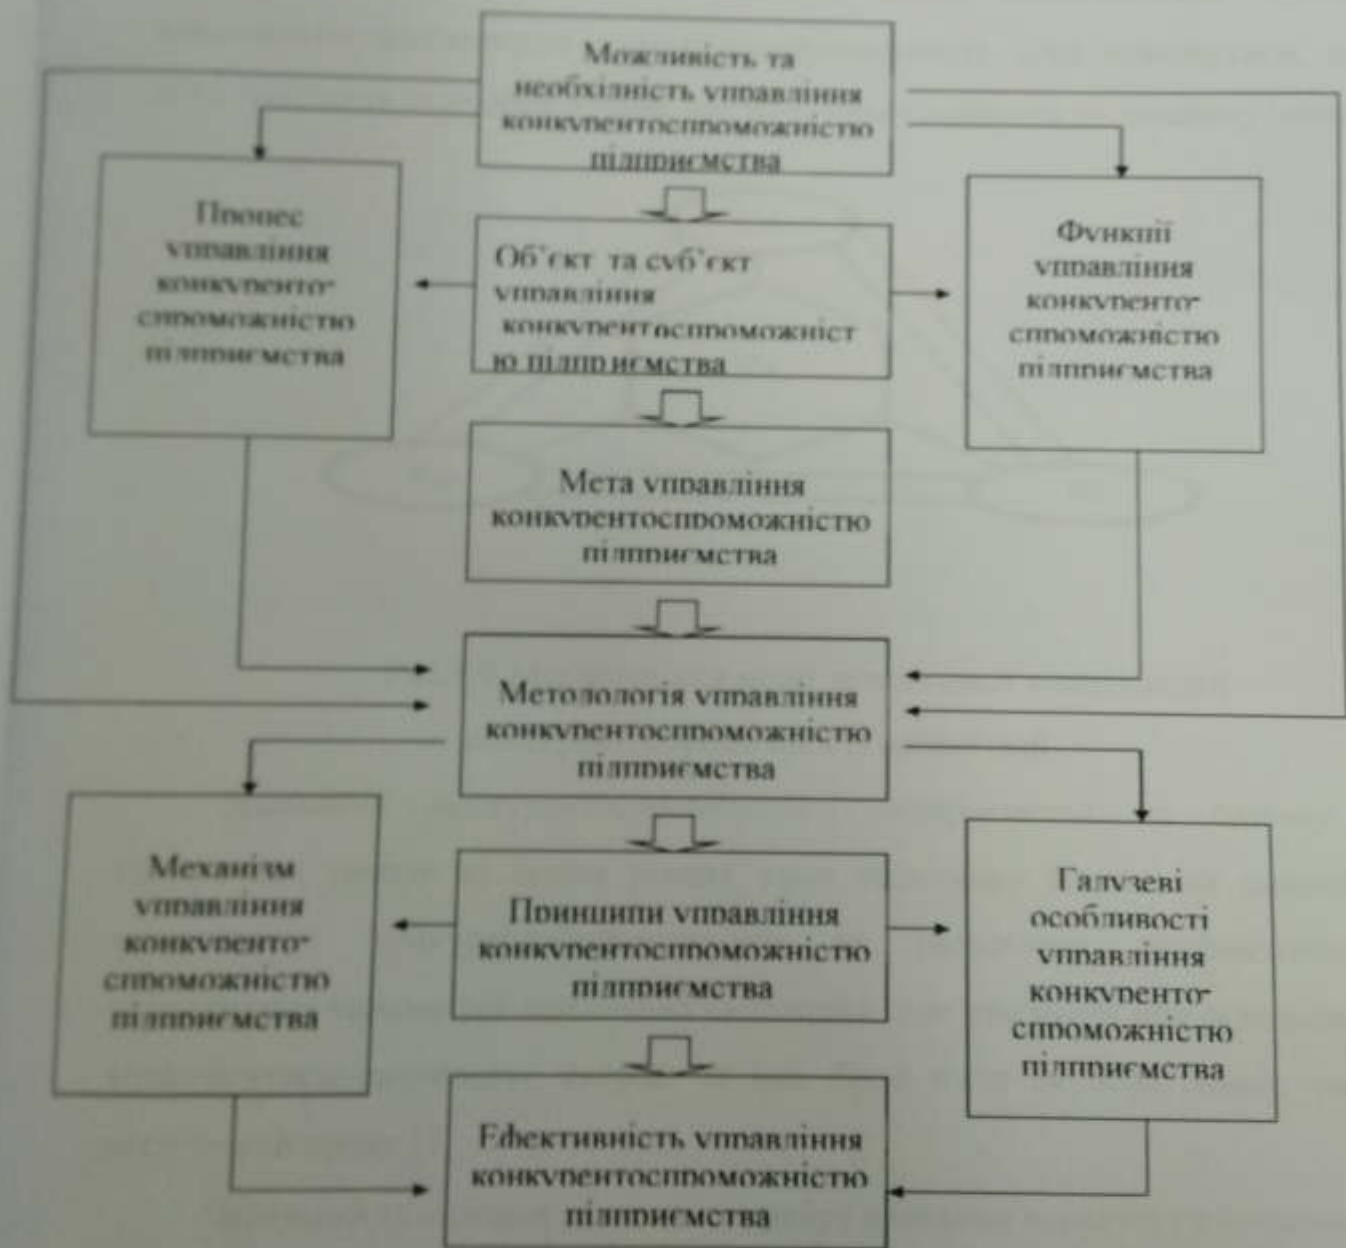 Можливість та
необхідність управління
конкурентоспроможністю
підприємства
Процес
управління
конкуренто-
спроможністю
підприємства
Об'єкт та суб'єкт
управління
конкурентоспроможніст
ю підприємства
Функції
управління
конкуренто-
спроможністю
підприємства
Мета управління
конкурентоспроможністю
підприємства
Методологія управління
конкурентоспроможністю
підприємства
Механізм
управління
конкуренто-
спроможністю
підприємства
Принципи управління
конкурентоспроможністю
підприємства
Галузеві
особливості
управління
конкуренто-
спроможністю
підприємства
Ефективність управління
конкурентоспроможністю
підприємства